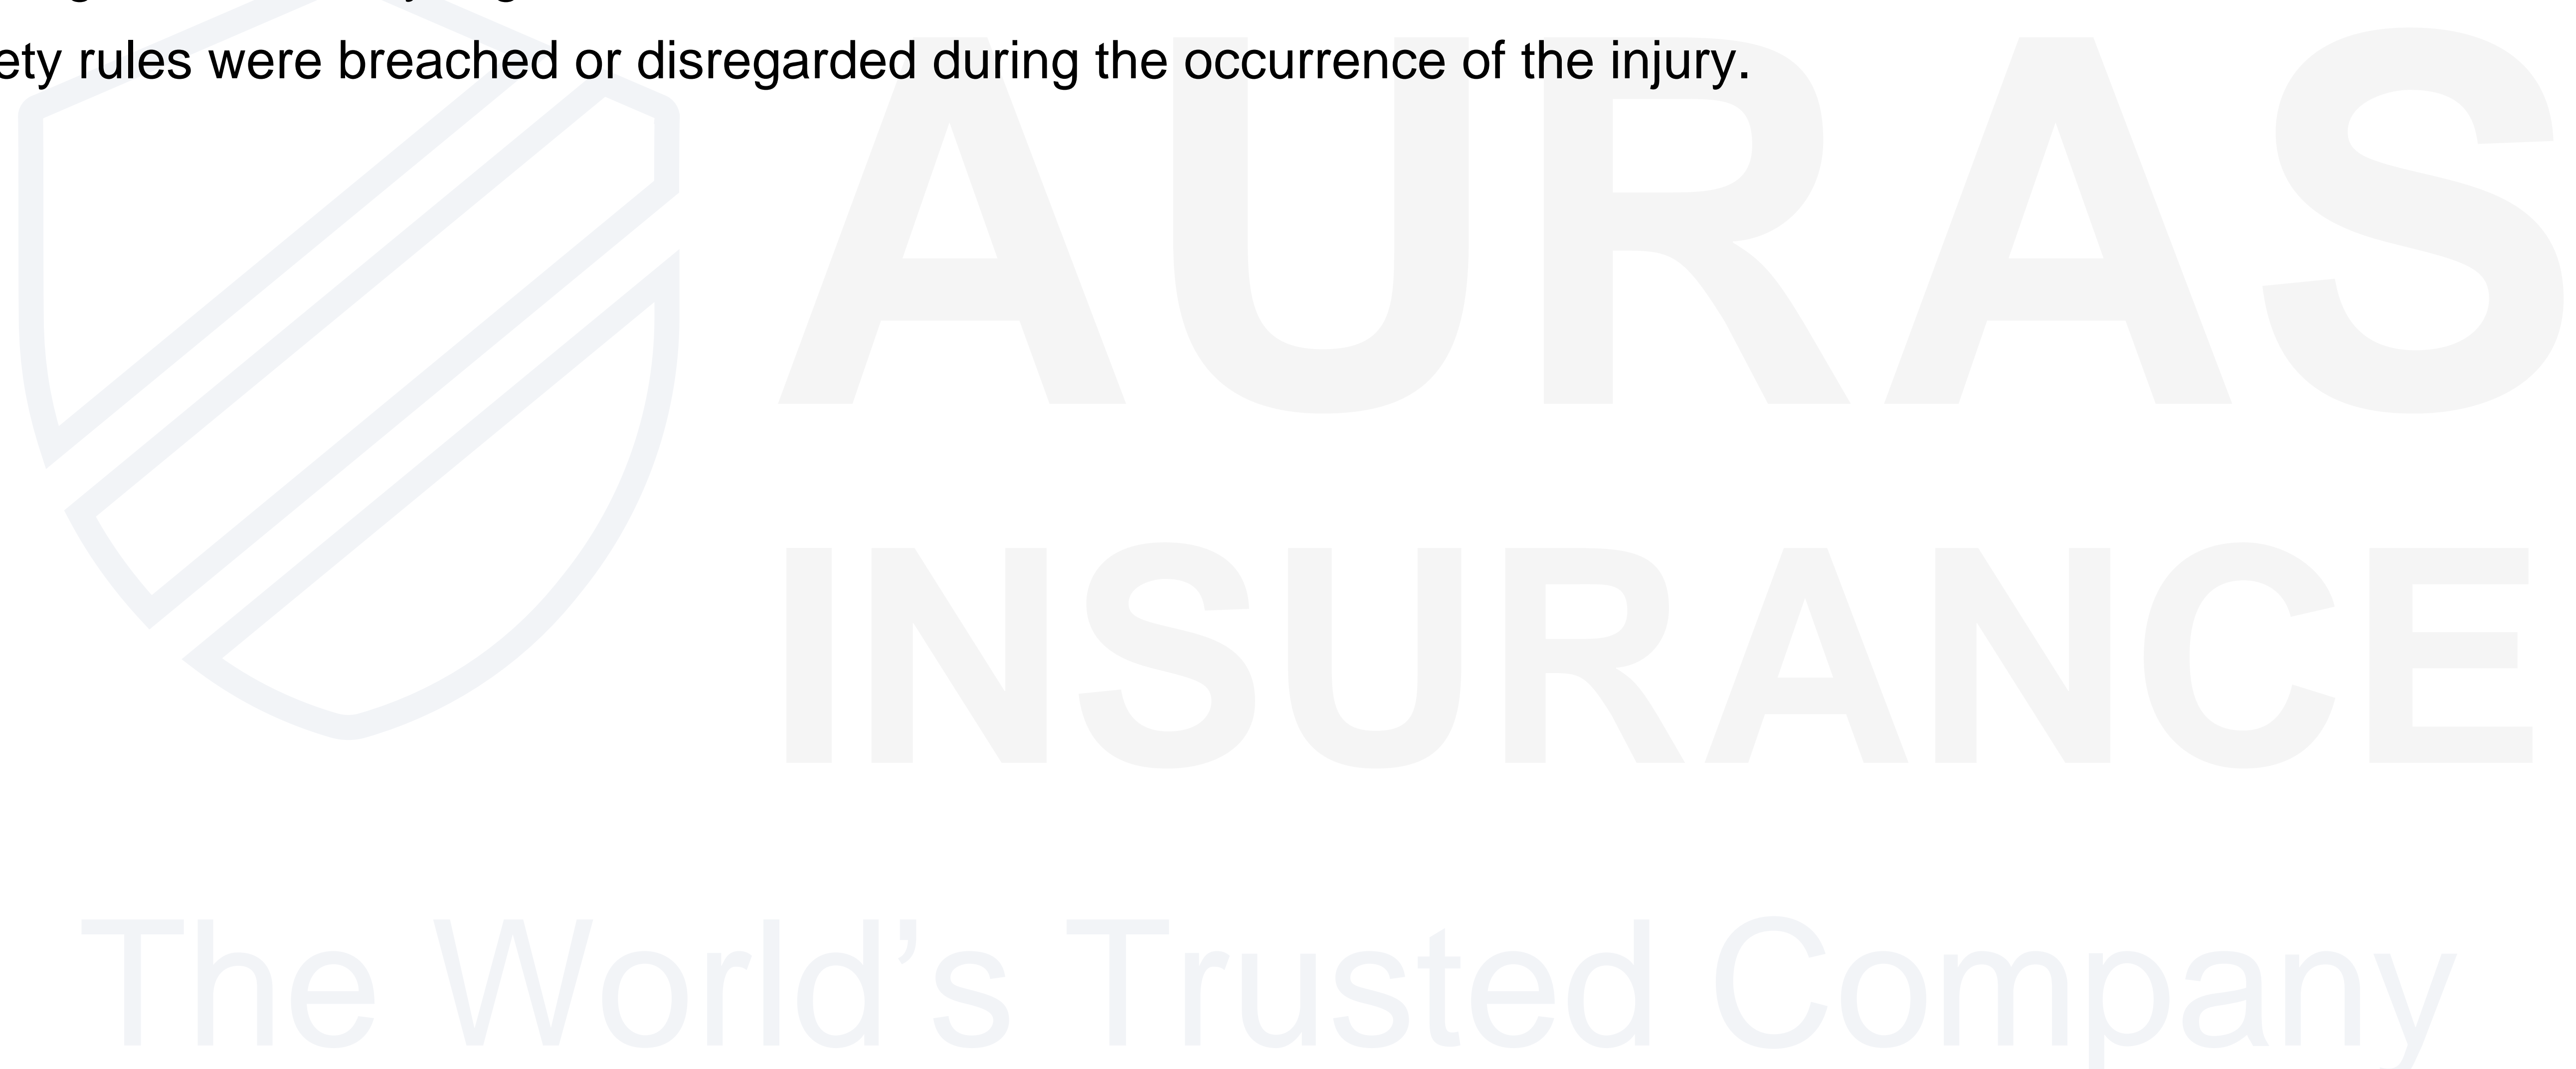 ety rules were breached or disregarded during the occurrence of the injury.
AURAS
INSURANCE
The World’s Trusted Company